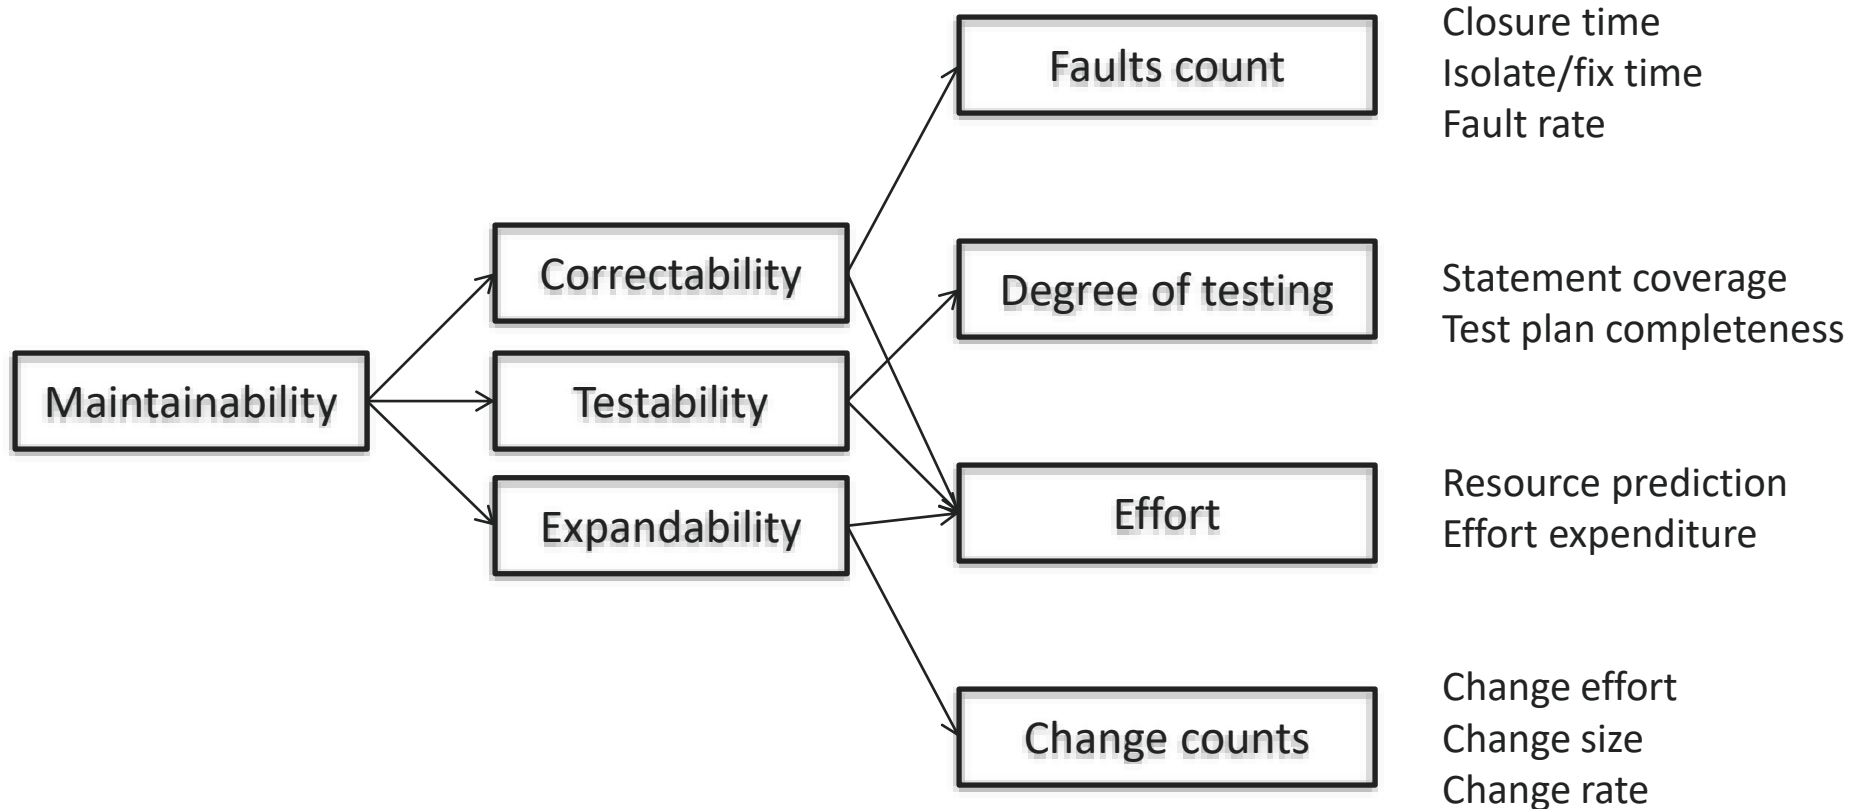 Maintainability
Correctability
Testability
Expandability
Faults count
Closure time
Isolate/fix time
Fault rate
Degree of testing
Statement coverage
Test plan completeness
Effort
Resource prediction
Effort expenditure
Change counts
Change effort
Change size
Change rate